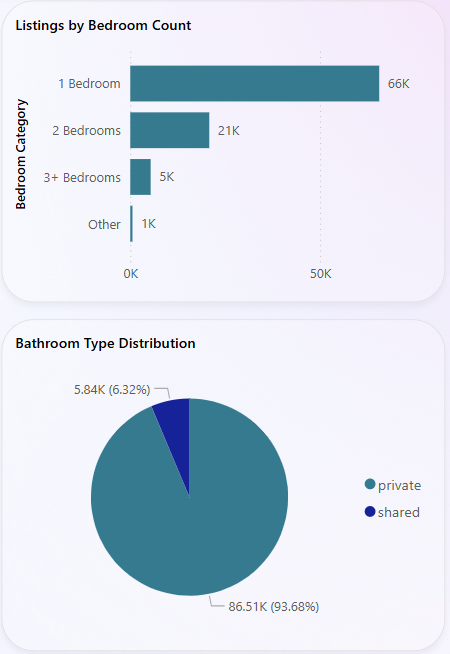 Listings by Bedroom Count
Bedroom Category
1 Bedroom 66K
2 Bedrooms 21K
3+ Bedrooms 5K
Other 1K
0K 50K
Bathroom Type Distribution
5.84K (6.32%)
private
shared
86.51K (93.68%)